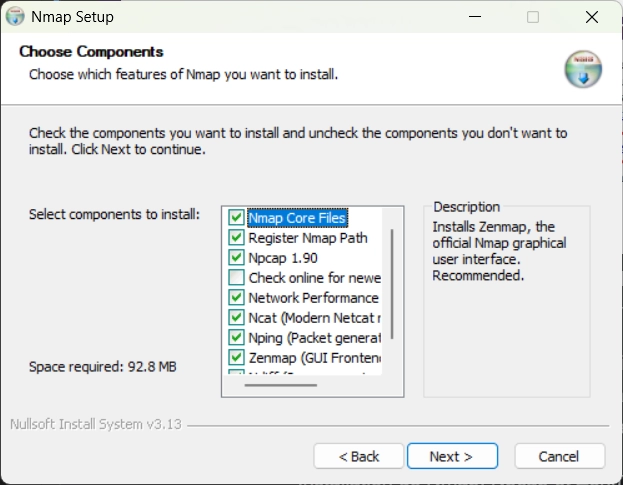 Nmap Setup
Choose Components
Choose which features of Nmap you want to install.
Check the components you want to install and uncheck the components you don't want to
install. Click Next to continue.
Select components to install:
Nmap Core Files
Register Nmap Path
Npcap 1.90
Check online for newe
Network Performance
Ncat (Modern Netcat r
Nping (Packet generat
Zenmap (GUI Frontend
Description
Installs Zenmap, the
official Nmap graphical
user interface.
Recommended.
Space required: 92.8 MB
Nullsoft Install System v3.13
< Back
Next >
Cancel